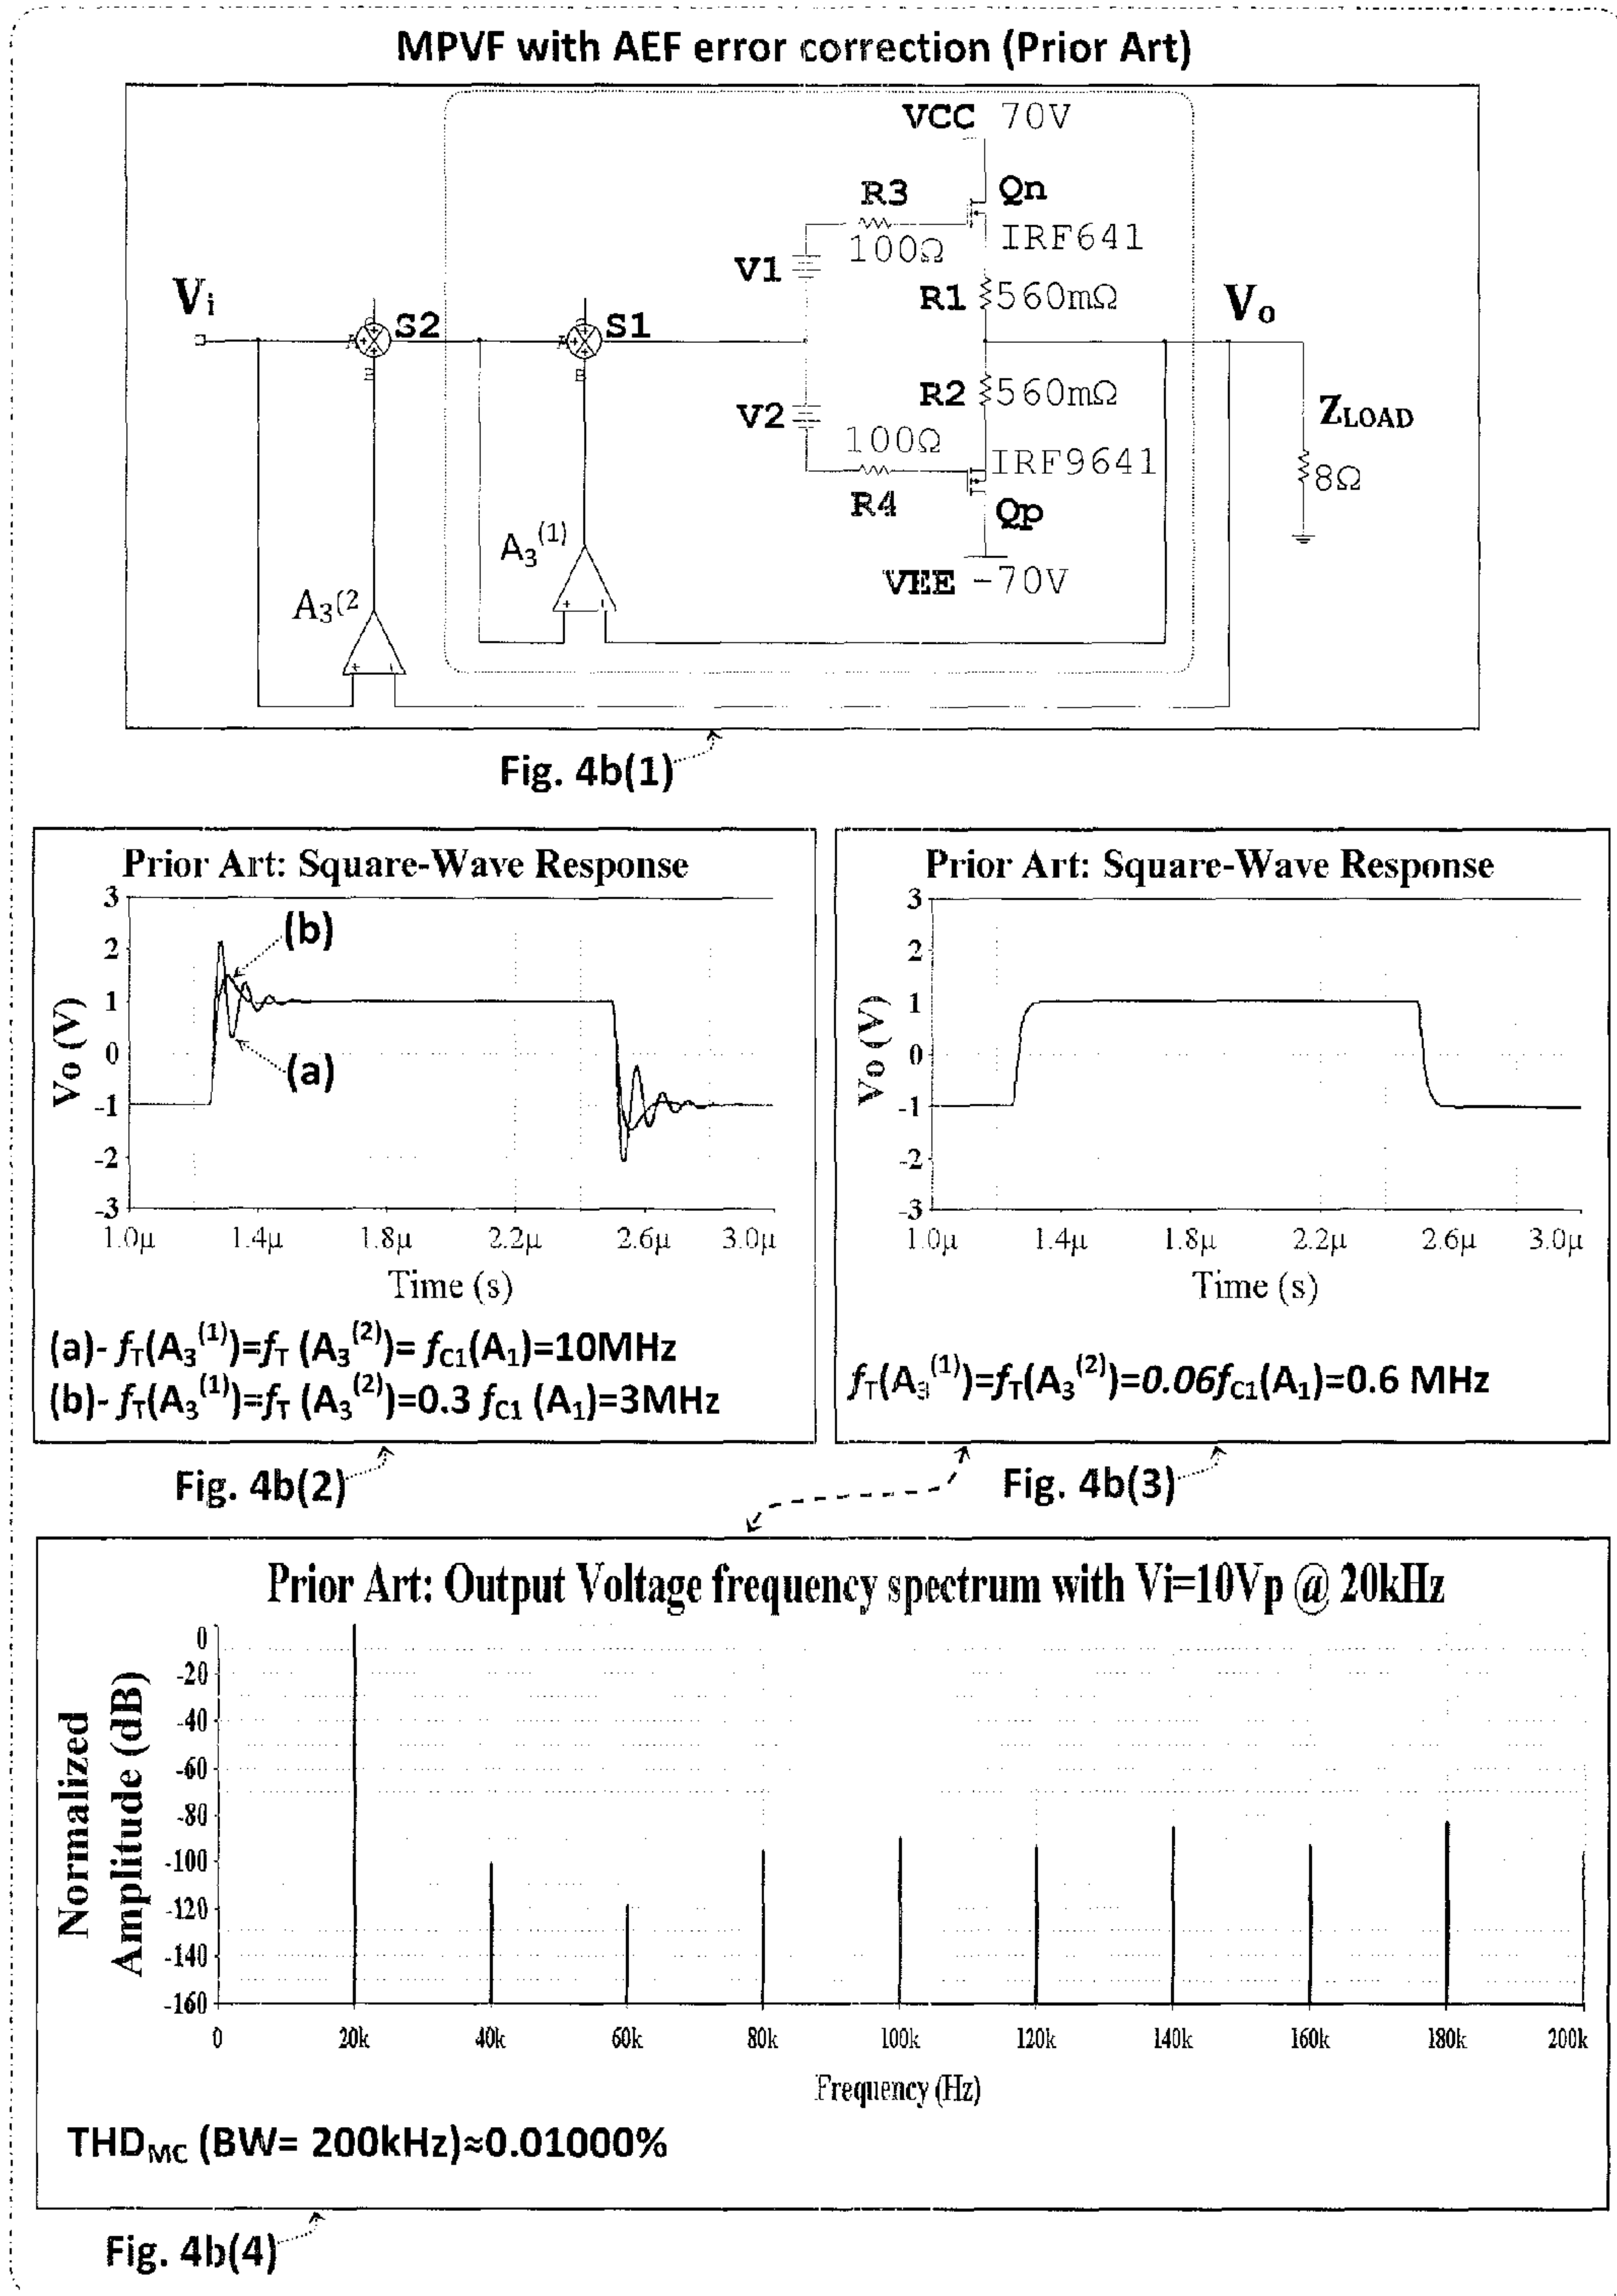 MPVF with AEF error correction (Prior Art)
VCC 70V
R3
Qn
100Ω
IRF641
V1
Vi
R1 560mΩ
Vo
A + S2
A + S1
B
B
R2 560mΩ
V2
ZLOAD
100Ω
IRF9641
8Ω
R4
Qp
A₃⁽¹⁾
VEE -70V
A₃(2
+ -
+ -
Fig. 4b(1)
Prior Art: Square-Wave Response
3
2
1
0
-1
-2
-3
Vo (V)
(b)
(a)
1.0µ 1.4µ 1.8µ 2.2µ 2.6µ 3.0µ
Time (s)
(a)- fT(A₃⁽¹⁾)=fT (A₃⁽²⁾)= fC1(A₁)=10MHz
(b)- fT(A₃⁽¹⁾)=fT (A₃⁽²⁾)=0.3 fC1 (A₁)=3MHz
Fig. 4b(2)
Prior Art: Square-Wave Response
3
2
1
0
-1
-2
-3
Vo (V)
1.0µ 1.4µ 1.8µ 2.2µ 2.6µ 3.0µ
Time (s)
fT(A₃⁽¹⁾)=fT(A₃⁽²⁾)=0.06fC1(A₁)=0.6 MHz
Fig. 4b(3)
Prior Art: Output Voltage frequency spectrum with Vi=10Vp @ 20kHz
Normalized
Amplitude (dB)
0
-20
-40
-60
-80
-100
-120
-140
-160
0 20k 40k 60k 80k 100k 120k 140k 160k 180k 200k
Frequency (Hz)
THDMC (BW= 200kHz)≈0.01000%
Fig. 4b(4)